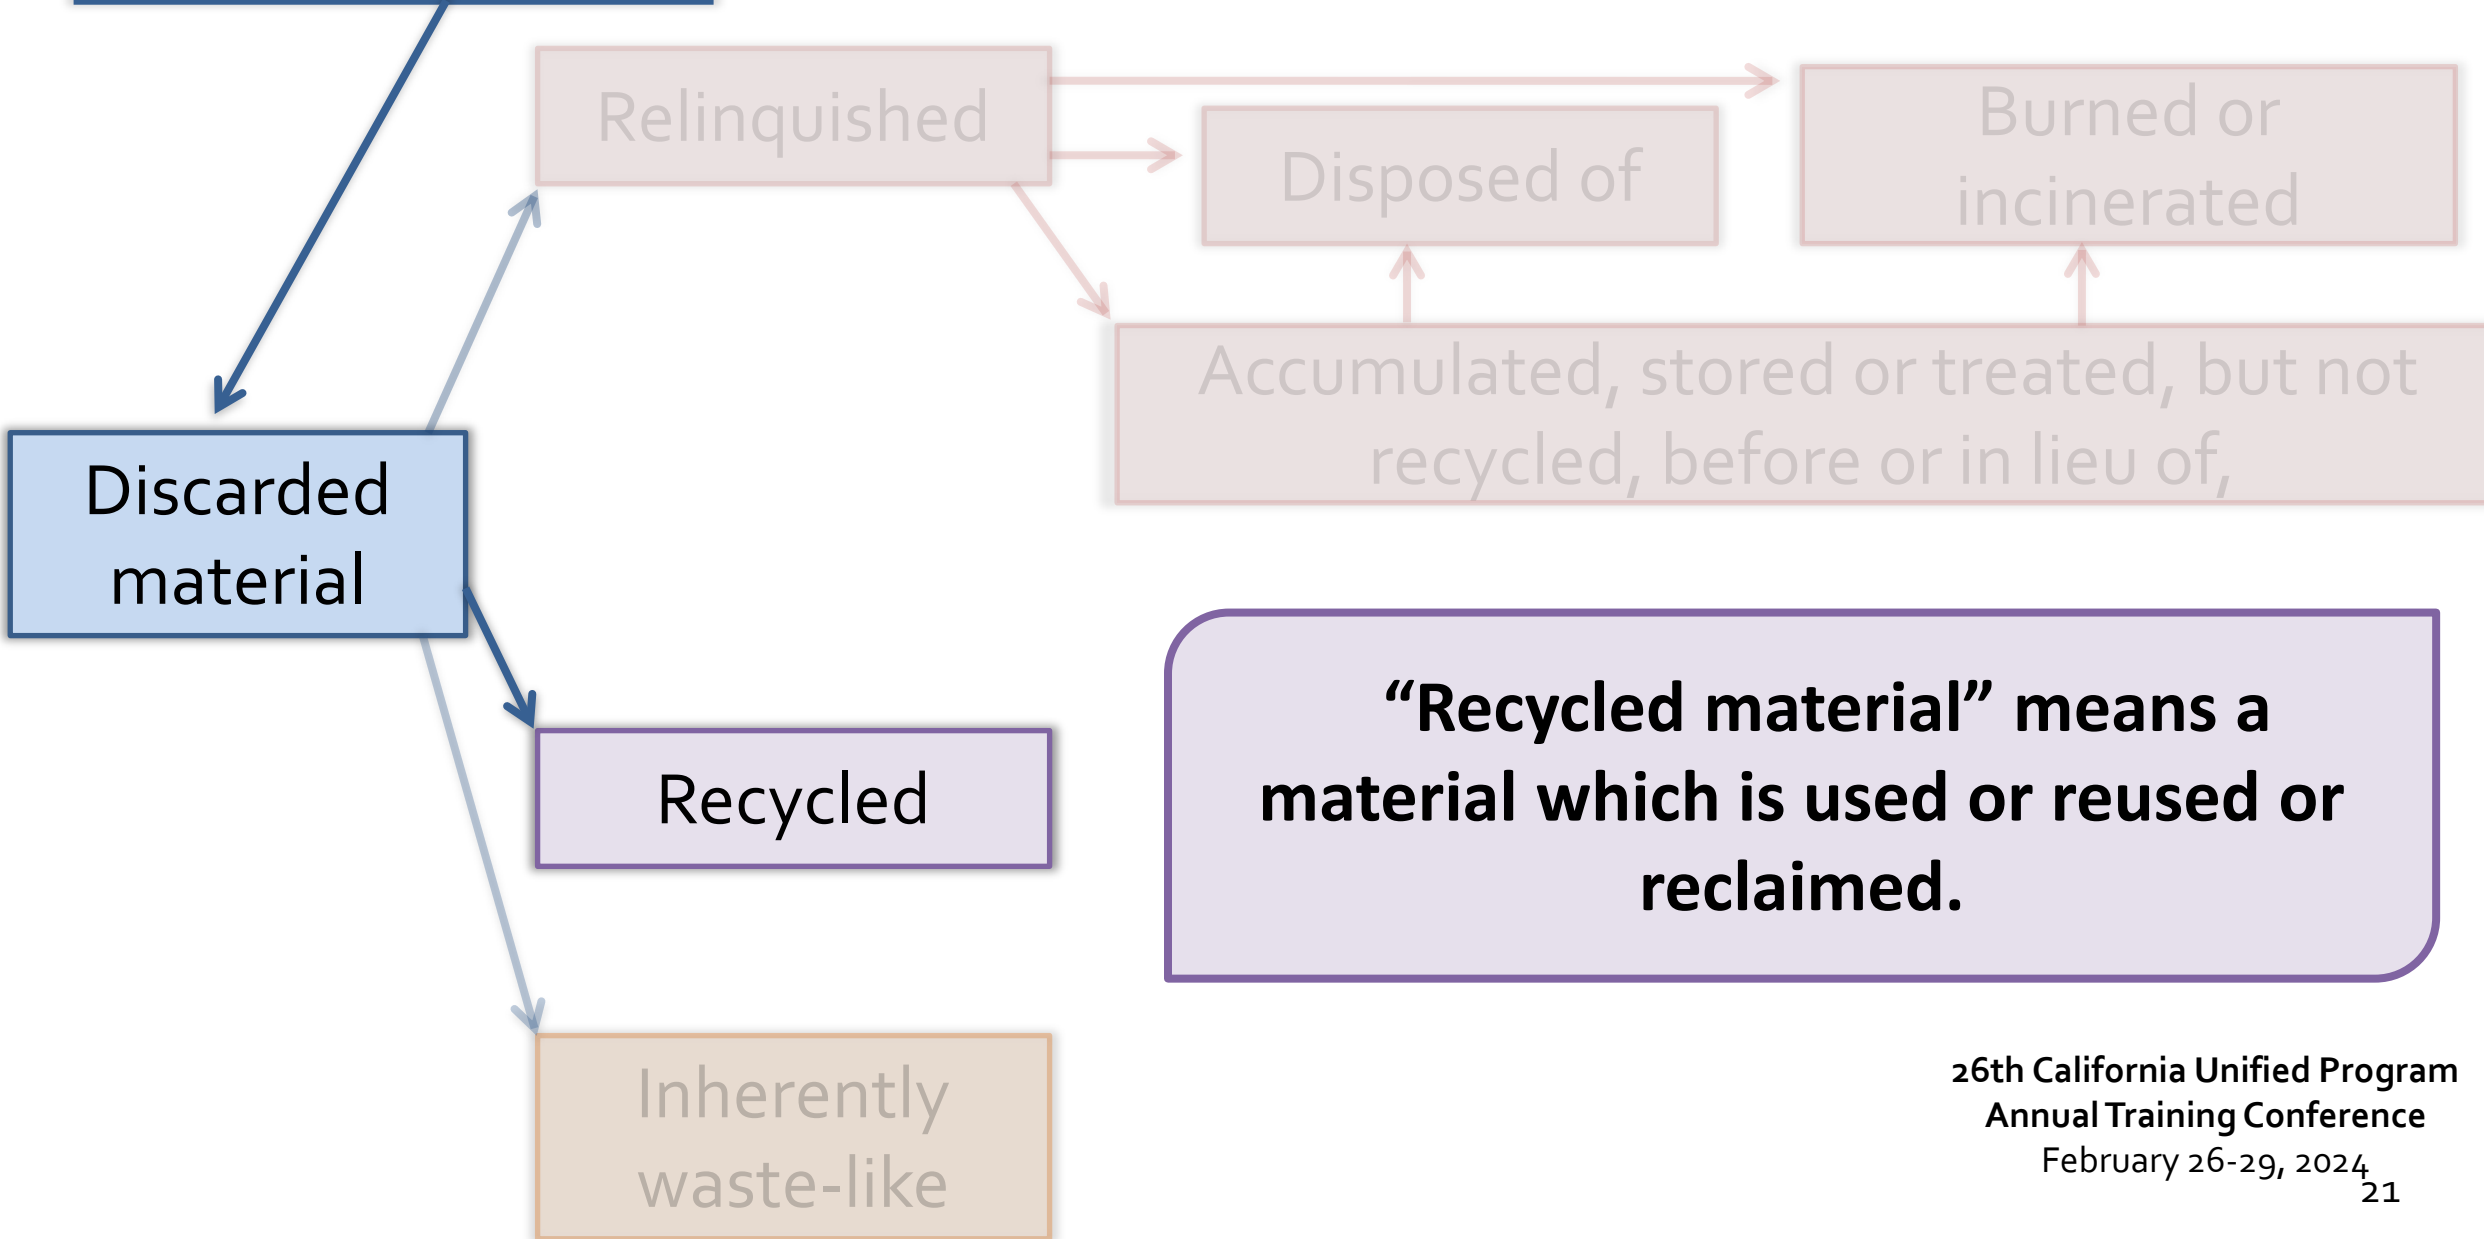 Relinquished
Disposed of
Burned or
incinerated
Accumulated, stored or treated, but not
recycled, before or in lieu of,
Discarded
material
Recycled
“Recycled material” means a
material which is used or reused or
reclaimed.
Inherently
waste-like
26th California Unified Program
Annual Training Conference
February 26-29, 2024
21